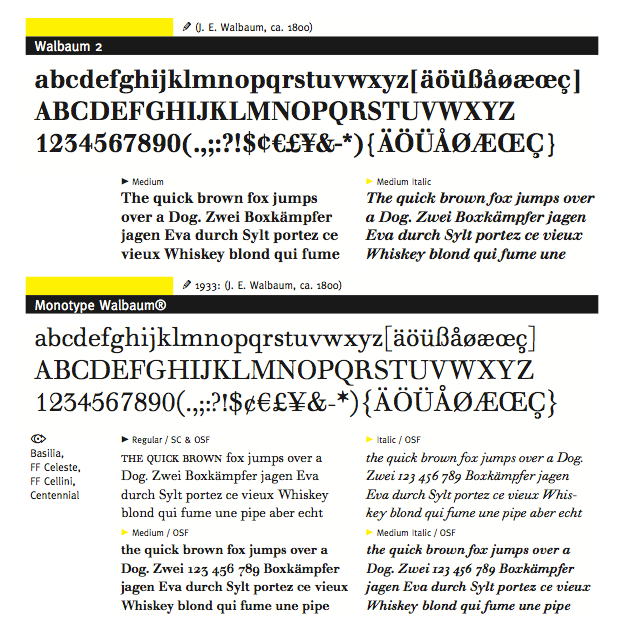 (J. E. Walbaum, ca. 1800)
Walbaum 2
abcdefghijklmnopqrstuvwxyz[äöüßåøæœç]
ABCDEFGHIJKLMNOPQRSTUVWXYZ
1234567890(.,;:?!$¢€£¥&-*){ÄÖÜÅØÆŒÇ}
Medium
The quick brown fox jumps
over a Dog. Zwei Boxkämpfer
jagen Eva durch Sylt portez ce
vieux Whiskey blond qui fume
Medium Italic
The quick brown fox jumps over
a Dog. Zwei Boxkämpfer jagen
Eva durch Sylt portez ce vieux
Whiskey blond qui fume une
1933: (J. E. Walbaum, ca. 1800)
Monotype Walbaum®
abcdefghijklmnopqrstuvwxyz[äöüßåøæœç]
ABCDEFGHIJKLMNOPQRSTUVWXYZ
1234567890(.,;:?!$¢€£¥&-*){ÄÖÜÅØÆŒÇ}
Basilia,
FF Celeste,
FF Cellini,
Centennial
Regular / SC & OSF
THE QUICK BROWN fox jumps over
a Dog. Zwei Boxkämpfer jagen Eva
durch Sylt portez ce vieux Whiskey
blond qui fume une pipe aber echt
Italic / OSF
the quick brown fox jumps over a Dog.
Zwei 123 456 789 Boxkämpfer jagen
Eva durch Sylt portez ce vieux Whis-
key blond qui fume une pipe aber echt
Medium / OSF
the quick brown fox jumps over a
Dog. Zwei 123 456 789 Boxkämpfer
jagen Eva durch Sylt portez ce vieux
Whiskey blond qui fume une pipe
Medium Italic / OSF
the quick brown fox jumps over a
Dog. Zwei 123 456 789 Boxkämpfer
jagen Eva durch Sylt portez ce vieux
Whiskey blond qui fume une pipe